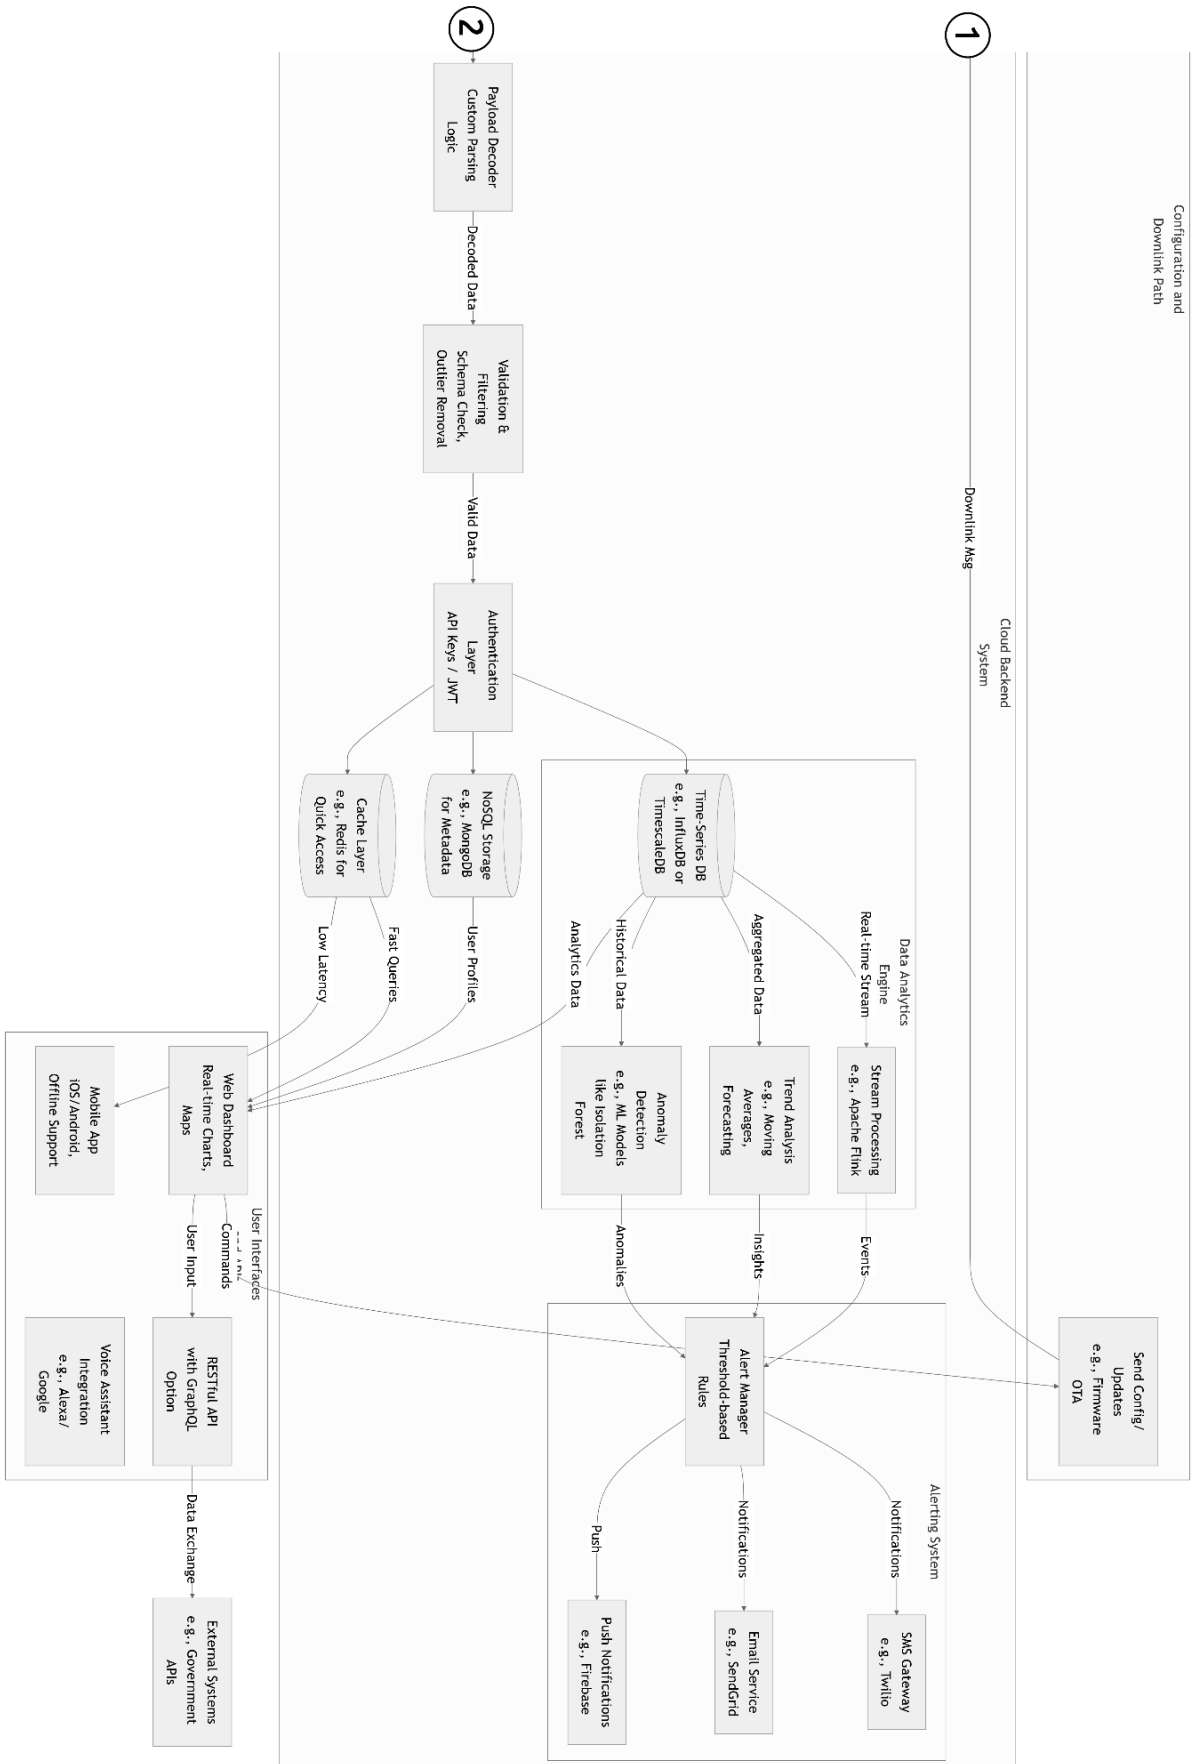 1
2
Configuration and
Downlink Path
Cloud Backend
System
Downlink Msg
Send Config/
Updates
e.g., Firmware
OTA
Payload Decoder
Custom Parsing
Logic
Decoded Data
Validation &
Filtering
Schema Check,
Outlier Removal
Valid Data
Authentication
Layer
API Keys / JWT
Data Analytics
Engine
Time-Series DB
e.g., InfluxDB or
TimescaleDB
NoSQL Storage
e.g., MongoDB
for Metadata
Cache Layer
e.g., Redis for
Quick Access
Real-time Stream
Aggregated Data
Historical Data
Analytics Data
User Profiles
Fast Queries
Low Latency
Stream Processing
e.g., Apache Flink
Trend Analysis
e.g., Moving
Averages,
Forecasting
Anomaly
Detection
e.g., ML Models
like Isolation
Forest
Events
Insights
Anomalies
Alerting System
Alert Manager
Threshold-based
Rules
Notifications
Notifications
Push
SMS Gateway
e.g., Twilio
Email Service
e.g., SendGrid
Push Notifications
e.g., Firebase
User Interfaces
Web Dashboard
Real-time Charts,
Maps
Mobile App
iOS/Android,
Offline Support
Commands
User Input
RESTful API
with GraphQL
Option
Voice Assistant
Integration
e.g., Alexa/
Google
Data Exchange
External Systems
e.g., Government
APIs